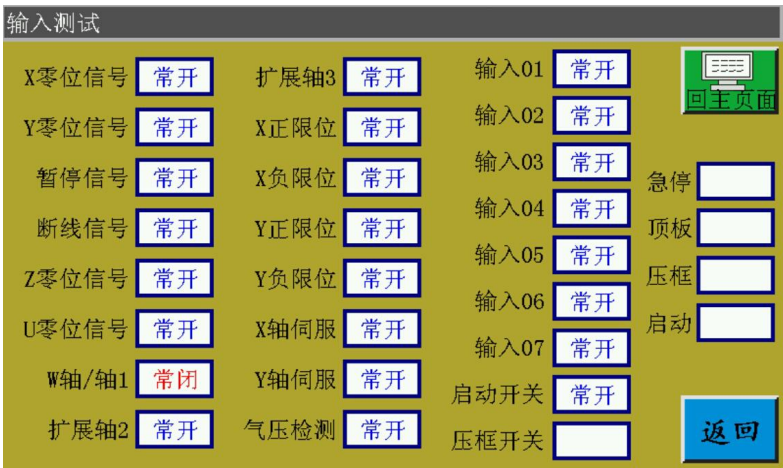 输入测试
X零位信号 常开 扩展轴3 常开 输入01 常开 回主页面
Y零位信号 常开 X正限位 常开 输入02 常开
暂停信号 常开 X负限位 常开 输入03 常开 急停
断线信号 常开 Y正限位 常开 输入04 常开 顶板
Z零位信号 常开 Y负限位 常开 输入05 常开 压框
U零位信号 常开 X轴伺服 常开 输入06 常开 启动
W轴/轴1 常闭 Y轴伺服 常开 输入07 常开
扩展轴2 常开 气压检测 常开 启动开关 常开 返回
压框开关